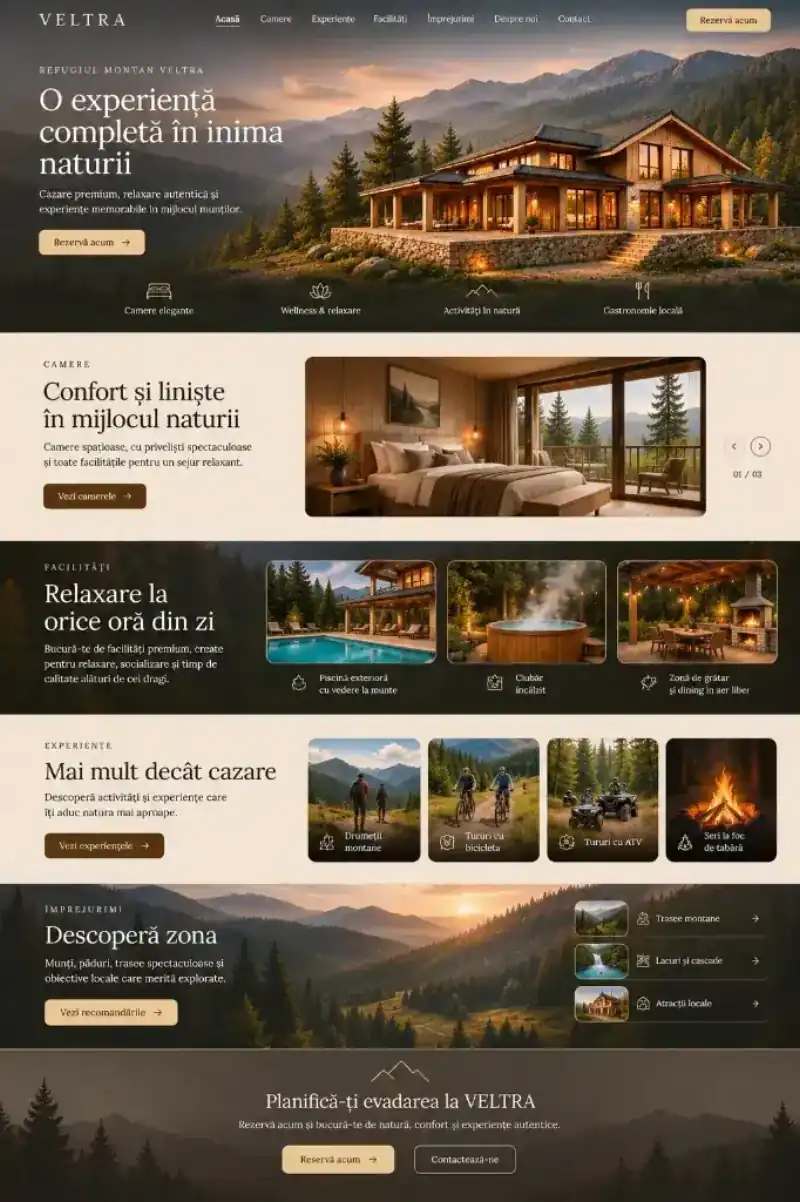 VELTRA
Acasă Camere Experiențe Facilități Împrejurimi Despre noi Contact
Rezervă acum
REFUGIUL MONTAN VELTRA
O experiență
completă în inima
naturii
Cazare premium, relaxare autentică și
experiențe memorabile în mijlocul munților.
Rezervă acum →
Camere elegante
Wellness & relaxare
Activități în natură
Gastronomie locală
CAMERE
Confort și liniște
în mijlocul naturii
Camere spațioase, cu priveliști spectaculoase
și toate facilitățile pentru un sejur relaxant.
Vezi camerele →
01 / 03
FACILITĂȚI
Relaxare la
orice oră din zi
Bucură-te de facilități premium, create
pentru relaxare, socializare și timp de
calitate alături de cei dragi.
Piscină exterioră
cu vedere la munte
Ciubăr
încălzit
Zonă de grătar
și dining în aer liber
EXPERIENȚE
Mai mult decât cazare
Descoperă activități și experiențe care
îți aduc natura mai aproape.
Vezi experiențele →
Drumeții
montane
Tururi cu
bicicleta
Tururi cu ATV
Seri la foc
de tabără
ÎMPREJURIMI
Descoperă zona
Munți, păduri, trasee spectaculoase și
obiective locale care merită explorate.
Vezi recomandările →
Trasee montane →
Lacuri și cascade →
Atracții locale →
Planifică-ți evadarea la VELTRA
Rezervă acum și bucură-te de natură, confort și experiențe autentice.
Reservă acum →
Contactează-ne